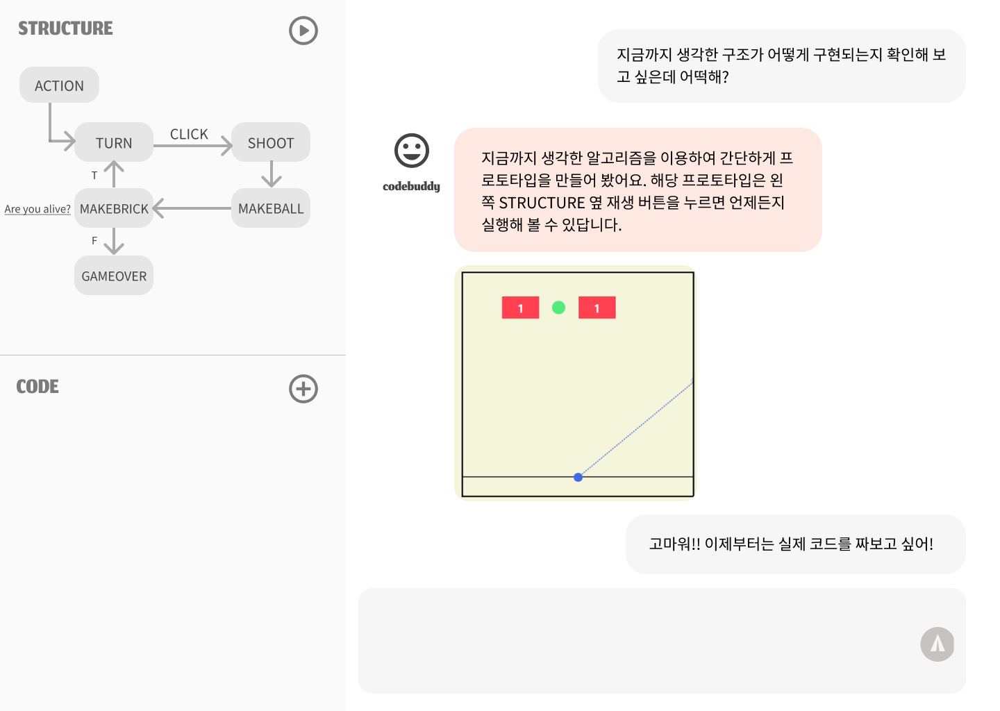 STRUCTURE
ACTION
TURN
CLICK
SHOOT
T
Are you alive?
MAKEBRICK
MAKEBALL
F
GAMEOVER
CODE
지금까지 생각한 구조가 어떻게 구현되는지 확인해 보
고 싶은데 어떡해?
codebuddy
지금까지 생각한 알고리즘을 이용하여 간단하게 프
로토타입을 만들어 봤어요. 해당 프로토타입은 왼
쪽 STRUCTURE 옆 재생 버튼을 누르면 언제든지
실행해 볼 수 있답니다.
1
1
고마워!! 이제부터는 실제 코드를 짜보고 싶어!